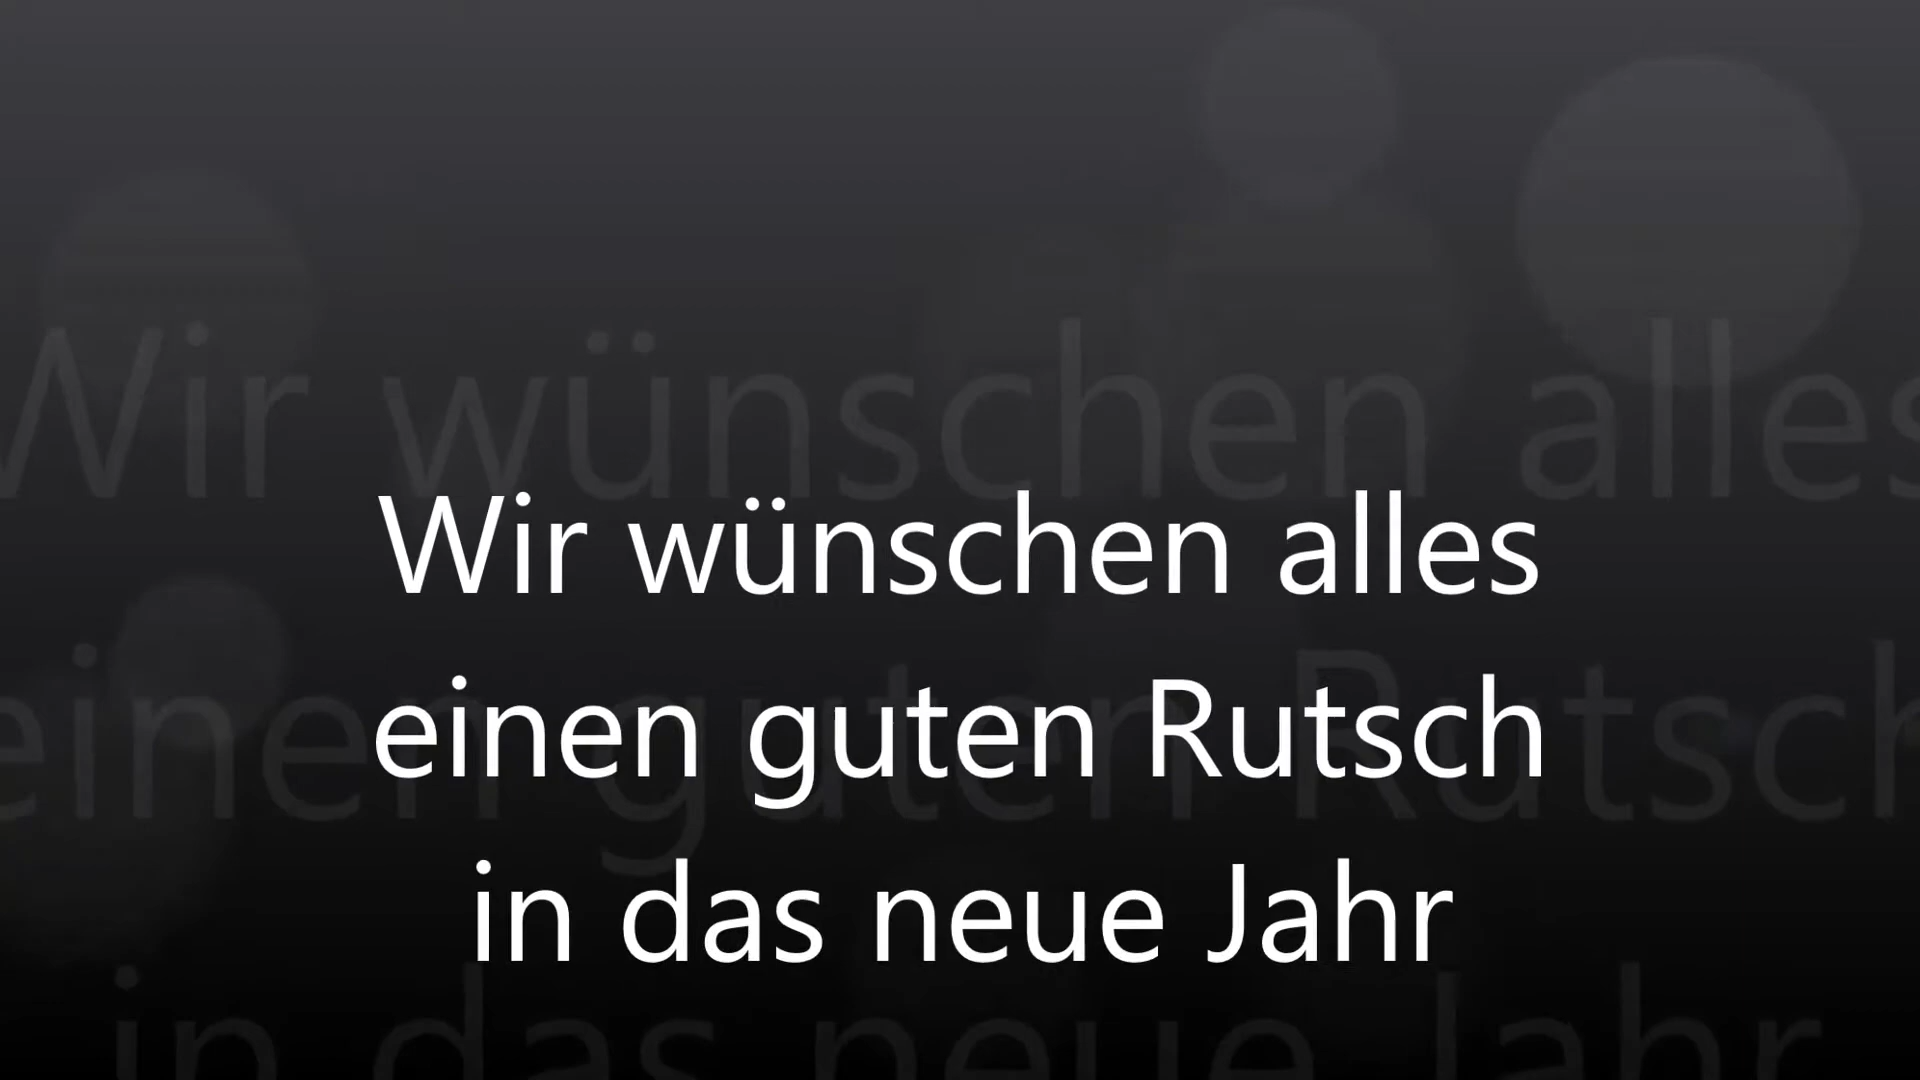 Wir wünschen alles
einen guten Rutsch
in das neue Jahr